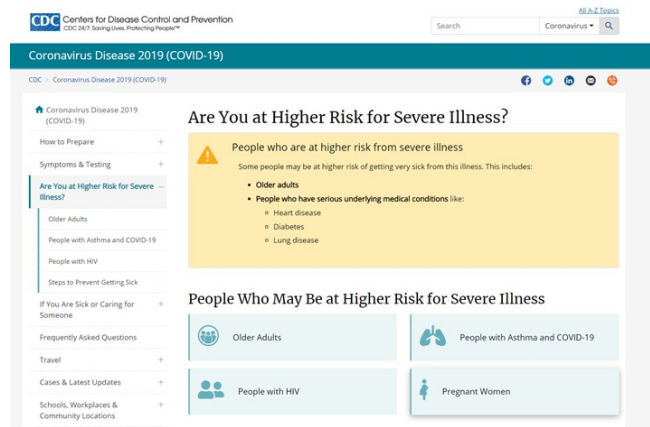 All A-Z Topics
CDC Centers for Disease Control and Prevention
CDC 24/7: Saving Lives, Protecting People™
Search
Coronavirus
Coronavirus Disease 2019 (COVID-19)
CDC > Coronavirus Disease 2019 (COVID-19)
Coronavirus Disease 2019
(COVID-19)
How to Prepare +
Symptoms & Testing +
Are You at Higher Risk for Severe –
Illness?
Older Adults
People with Asthma and COVID-19
People with HIV
Steps to Prevent Getting Sick
If You Are Sick or Caring for +
Someone
Frequently Asked Questions
Travel +
Cases & Latest Updates +
Schools, Workplaces & +
Community Locations
Are You at Higher Risk for Severe Illness?
People who are at higher risk from severe illness
Some people may be at higher risk of getting very sick from this illness. This includes:
• Older adults
• People who have serious underlying medical conditions like:
○ Heart disease
○ Diabetes
○ Lung disease
People Who May Be at Higher Risk for Severe Illness
Older Adults
People with Asthma and COVID-19
People with HIV
Pregnant Women